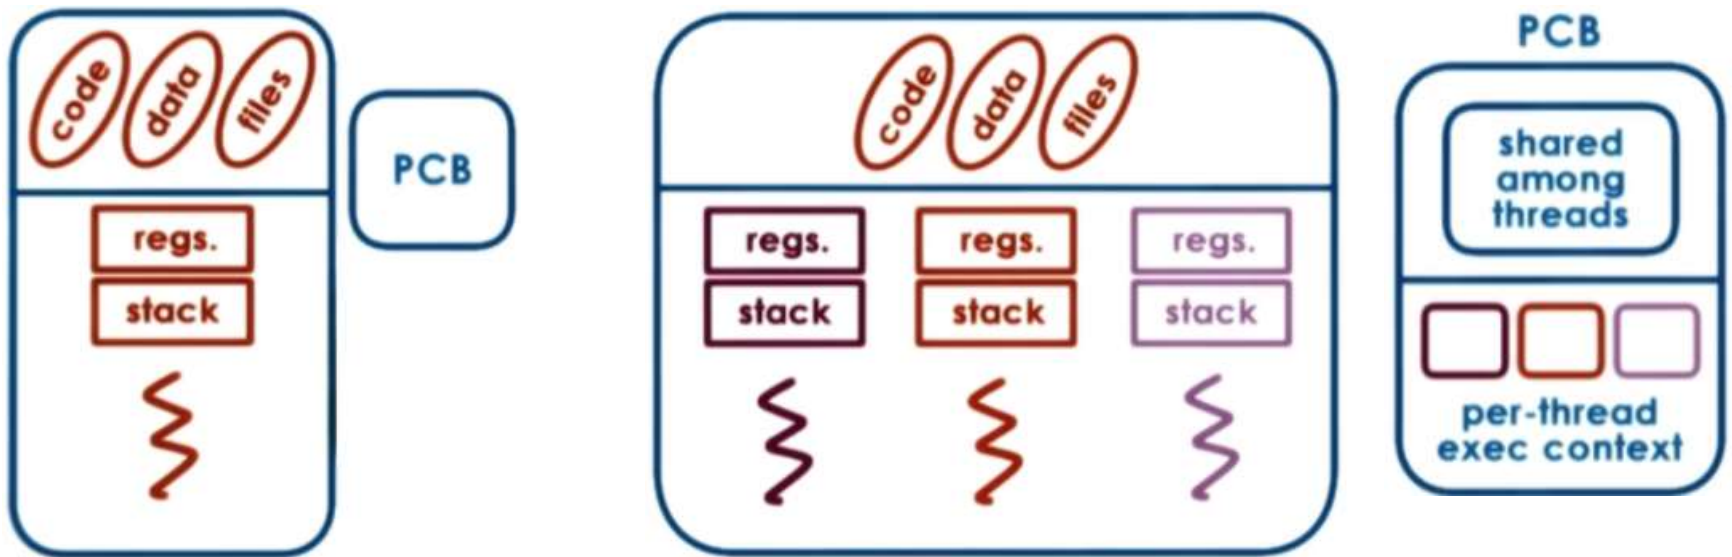 code
data
files
PCB
regs.
stack
code
data
files
regs.
regs.
regs.
stack
stack
stack
PCB
shared
among
threads
per-thread
exec context